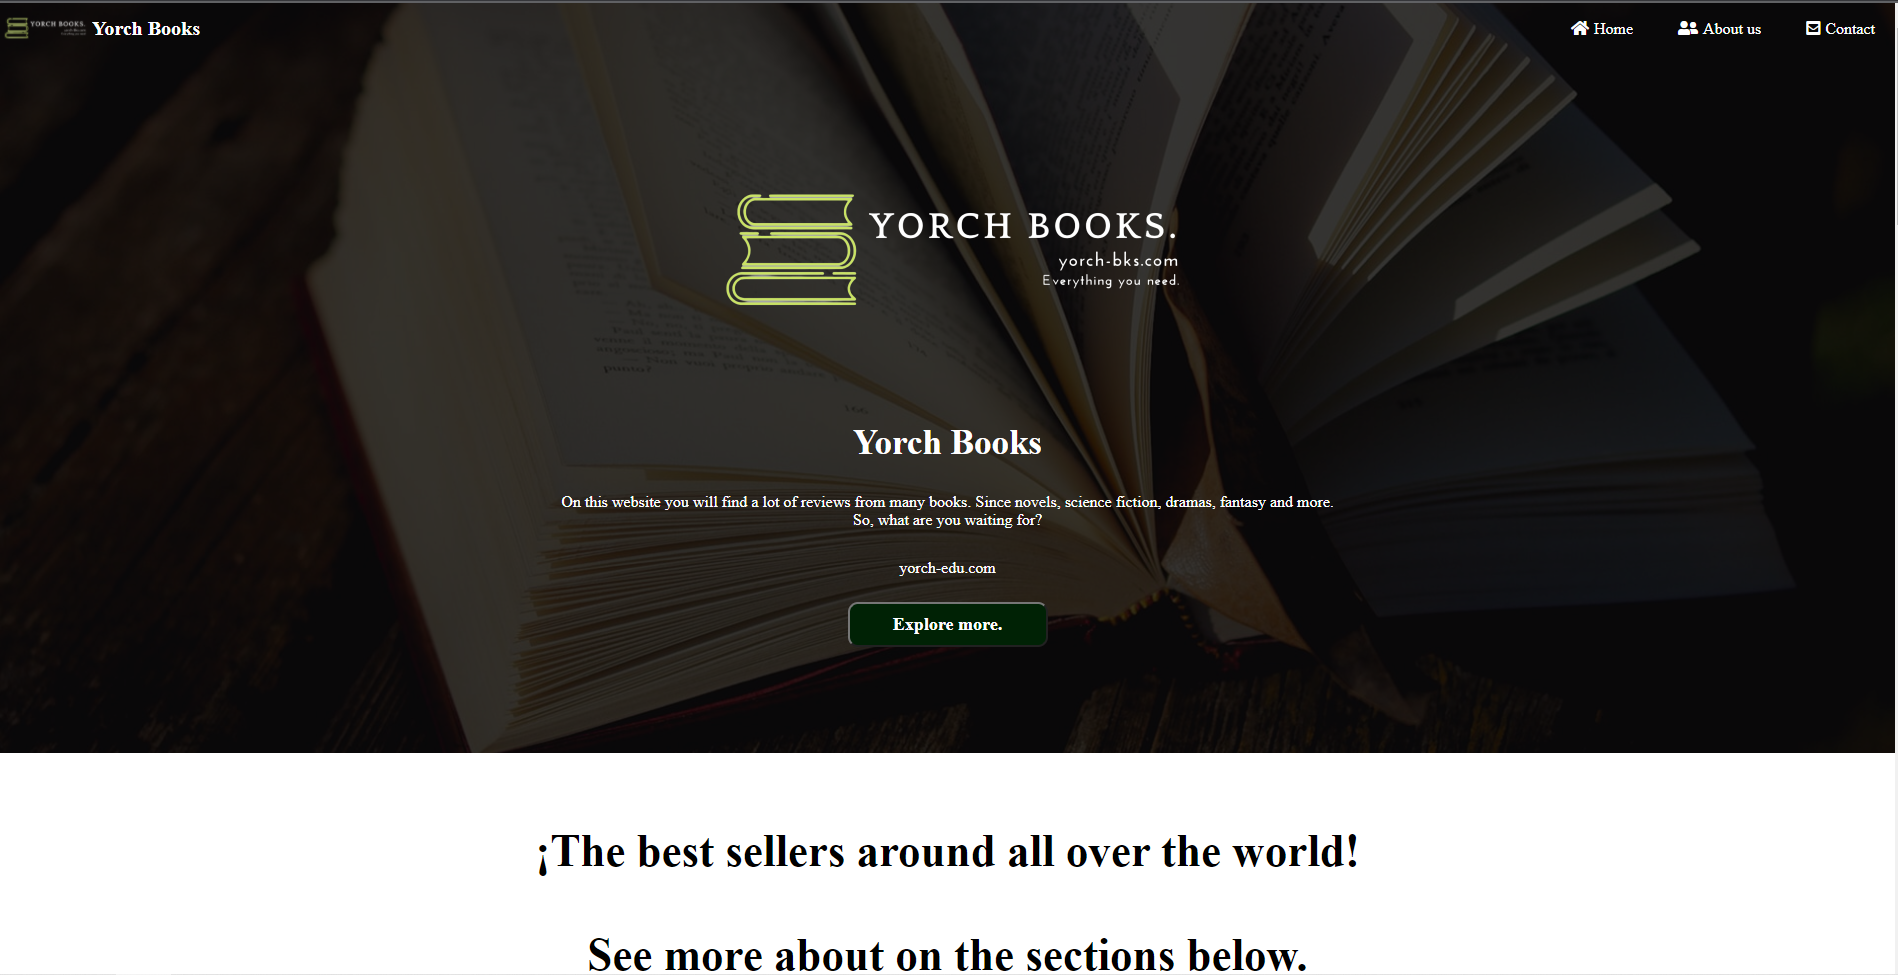 YORCH BOOKS.
Yorch Books
Home
About us
Contact
YORCH BOOKS.
yorch-bks.com
Everything you need.
Yorch Books
On this website you will find a lot of reviews from many books. Since novels, science fiction, dramas, fantasy and more.
So, what are you waiting for?
yorch-edu.com
Explore more.
¡The best sellers around all over the world!
See more about on the sections below.